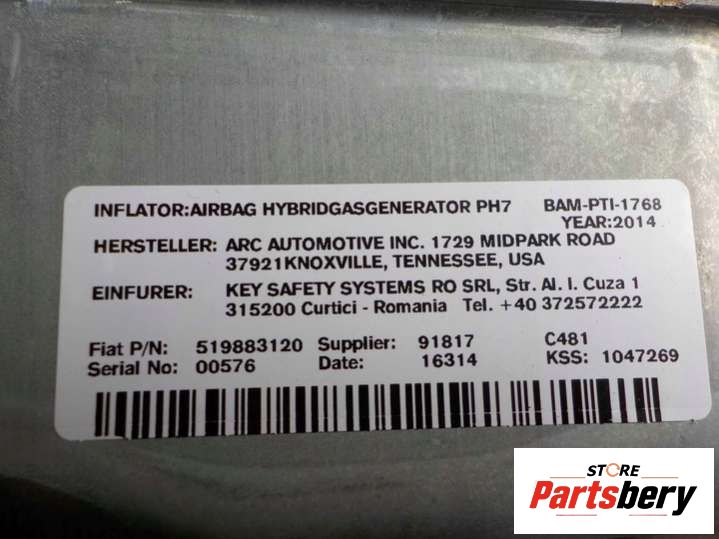 INFLATOR:AIRBAG HYBRIDGASGENERATOR PH7 BAM-PTI-1768
YEAR:2014
HERSTELLER: ARC AUTOMOTIVE INC. 1729 MIDPARK ROAD
37921KNOXVILLE, TENNESSEE, USA
EINFURER: KEY SAFETY SYSTEMS RO SRL, Str. Al. I. Cuza 1
315200 Curtici - Romania Tel. +40 372572222
Fiat P/N: 519883120 Supplier: 91817 C481
Serial No: 00576 Date: 16314 KSS: 1047269
STORE
Partsbery